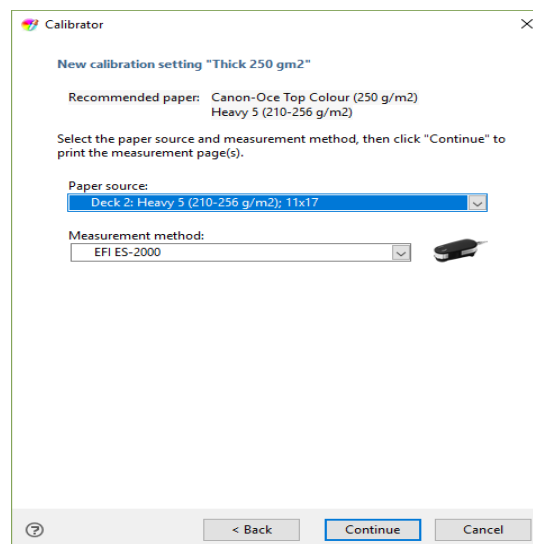 Calibrator
New calibration setting "Thick 250 gm2"
Recommended paper: Canon-Oce Top Colour (250 g/m2)
Heavy 5 (210-256 g/m2)
Select the paper source and measurement method, then click "Continue" to
print the measurement page(s).
Paper source:
Deck 2: Heavy 5 (210-256 g/m2); 11x17
Measurement method:
EFI ES-2000
? < Back Continue Cancel